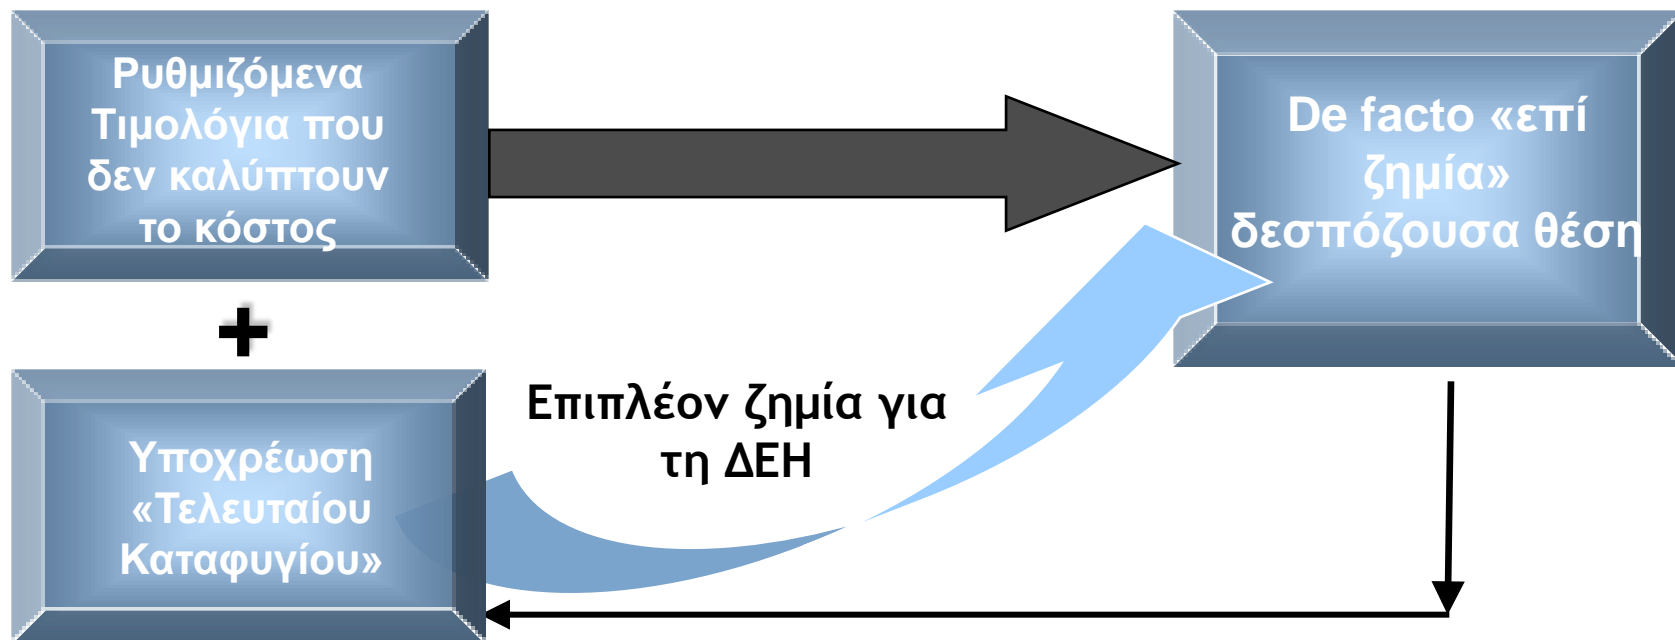 Ρυθμιζόμενα
Τιμολόγια που
δεν καλύπτουν
το κόστος
De facto «επί
ζημία»
δεσπόζουσα θέση
+
Επιπλέον ζημία για
τη ΔΕΗ
Υποχρέωση
«Τελευταίου
Καταφυγίου»